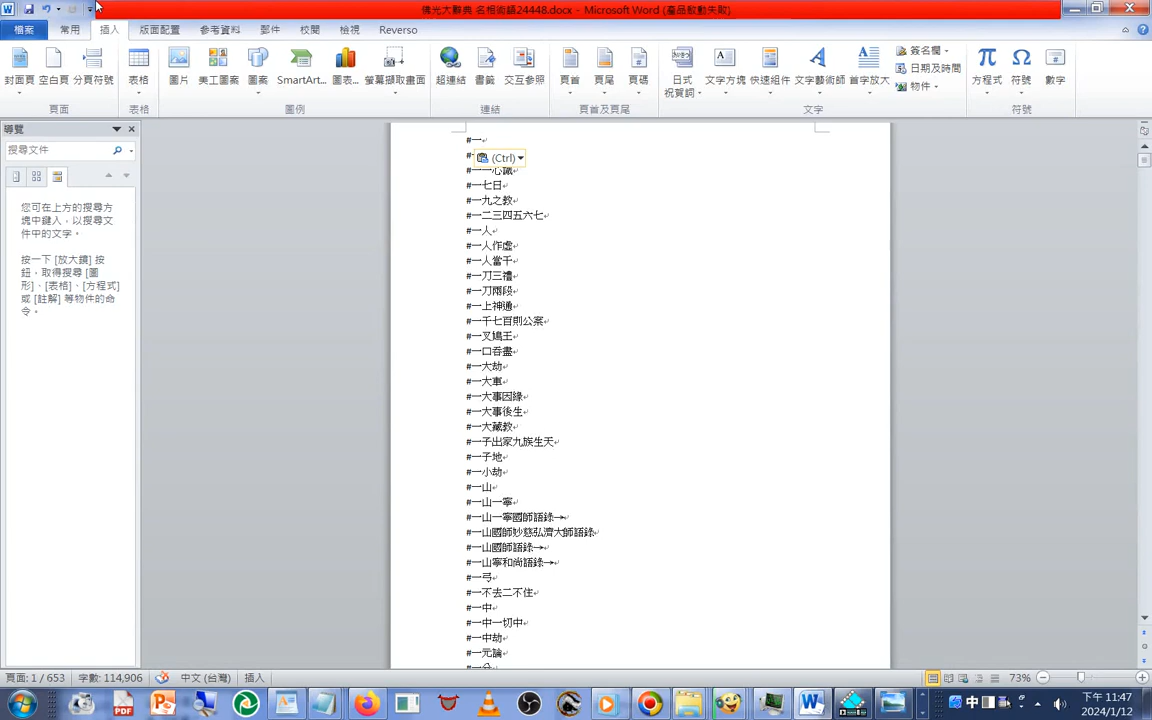 佛光大辭典 名相術語24448.docx - Microsoft Word (產品啟動失敗)
檔案 常用 插入 版面配置 參考資料 郵件 校閱 檢視 Reverso
封面頁 空白頁 分頁符號 表格 圖片 美工圖案 圖案 SmartArt... 圖表... 螢幕擷取畫面 超連結 書籤 交互參照 頁首 頁尾 頁碼 日式祝賀詞 文字方塊 快速組件 文字藝術師 首字放大 簽名欄 日期及時間 物件 方程式 符號 數字
頁面 表格 圖例 連結 頁首及頁尾 文字 符號
導覽
搜尋文件
您可在上方的搜尋方
塊中鍵入,以搜尋文
件中的文字。
按一下 [放大鏡] 按
鈕,取得搜尋 [圖
形]、[表格]、[方程式]
或 [註解] 等物件的命
令。
#一
(Ctrl)
#一一心識
#一七日
#一九之教
#一二三四五六七
#一人
#一人作虛
#一人當千
#一刀三禮
#一刀兩段
#一上神通
#一千七百則公案
#一叉鳩王
#一口吞盡
#一大劫
#一大車
#一大事因緣
#一大事後生
#一大藏教
#一子出家九族生天
#一子地
#一小劫
#一山
#一山一寧
#一山一寧國師語錄→
#一山國師妙慈弘濟大師語錄
#一山國師語錄→
#一山寧和尚語錄→
#一弓
#一不去二不住
#一中
#一中一切中
#一中劫
#一元論
頁面: 1 / 653 字數: 114,906 中文 (台灣) 插入 73%
中
下午 11:47
2024/1/12